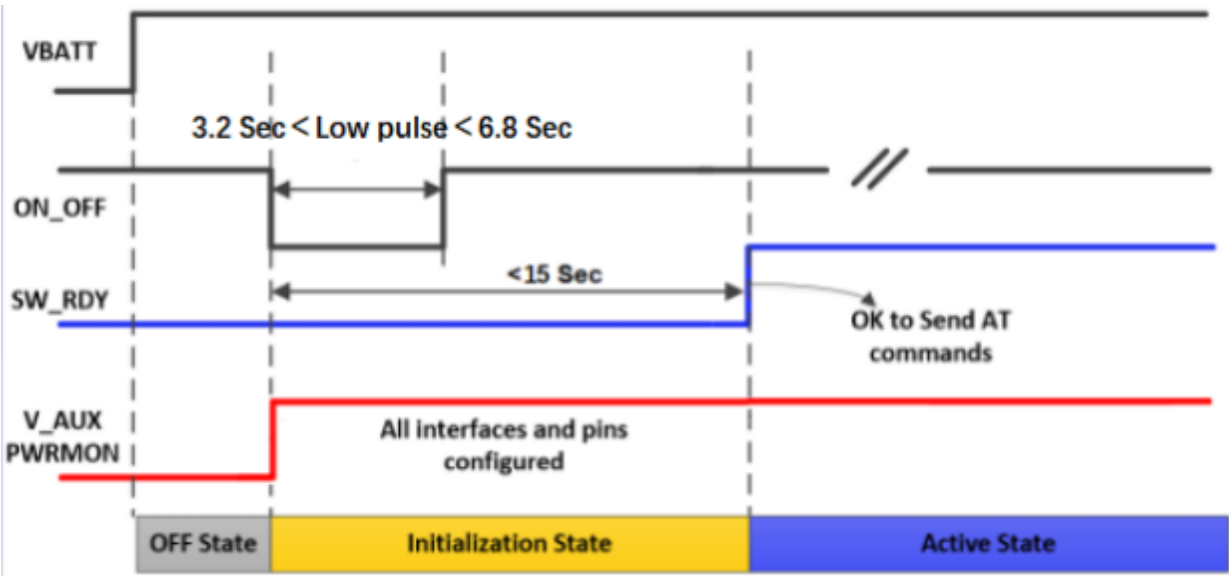 VBATT
3.2 Sec < Low pulse < 6.8 Sec
ON_OFF
<15 Sec
SW_RDY
OK to Send AT
commands
V_AUX
PWRMON
All interfaces and pins
configured
OFF State
Initialization State
Active State